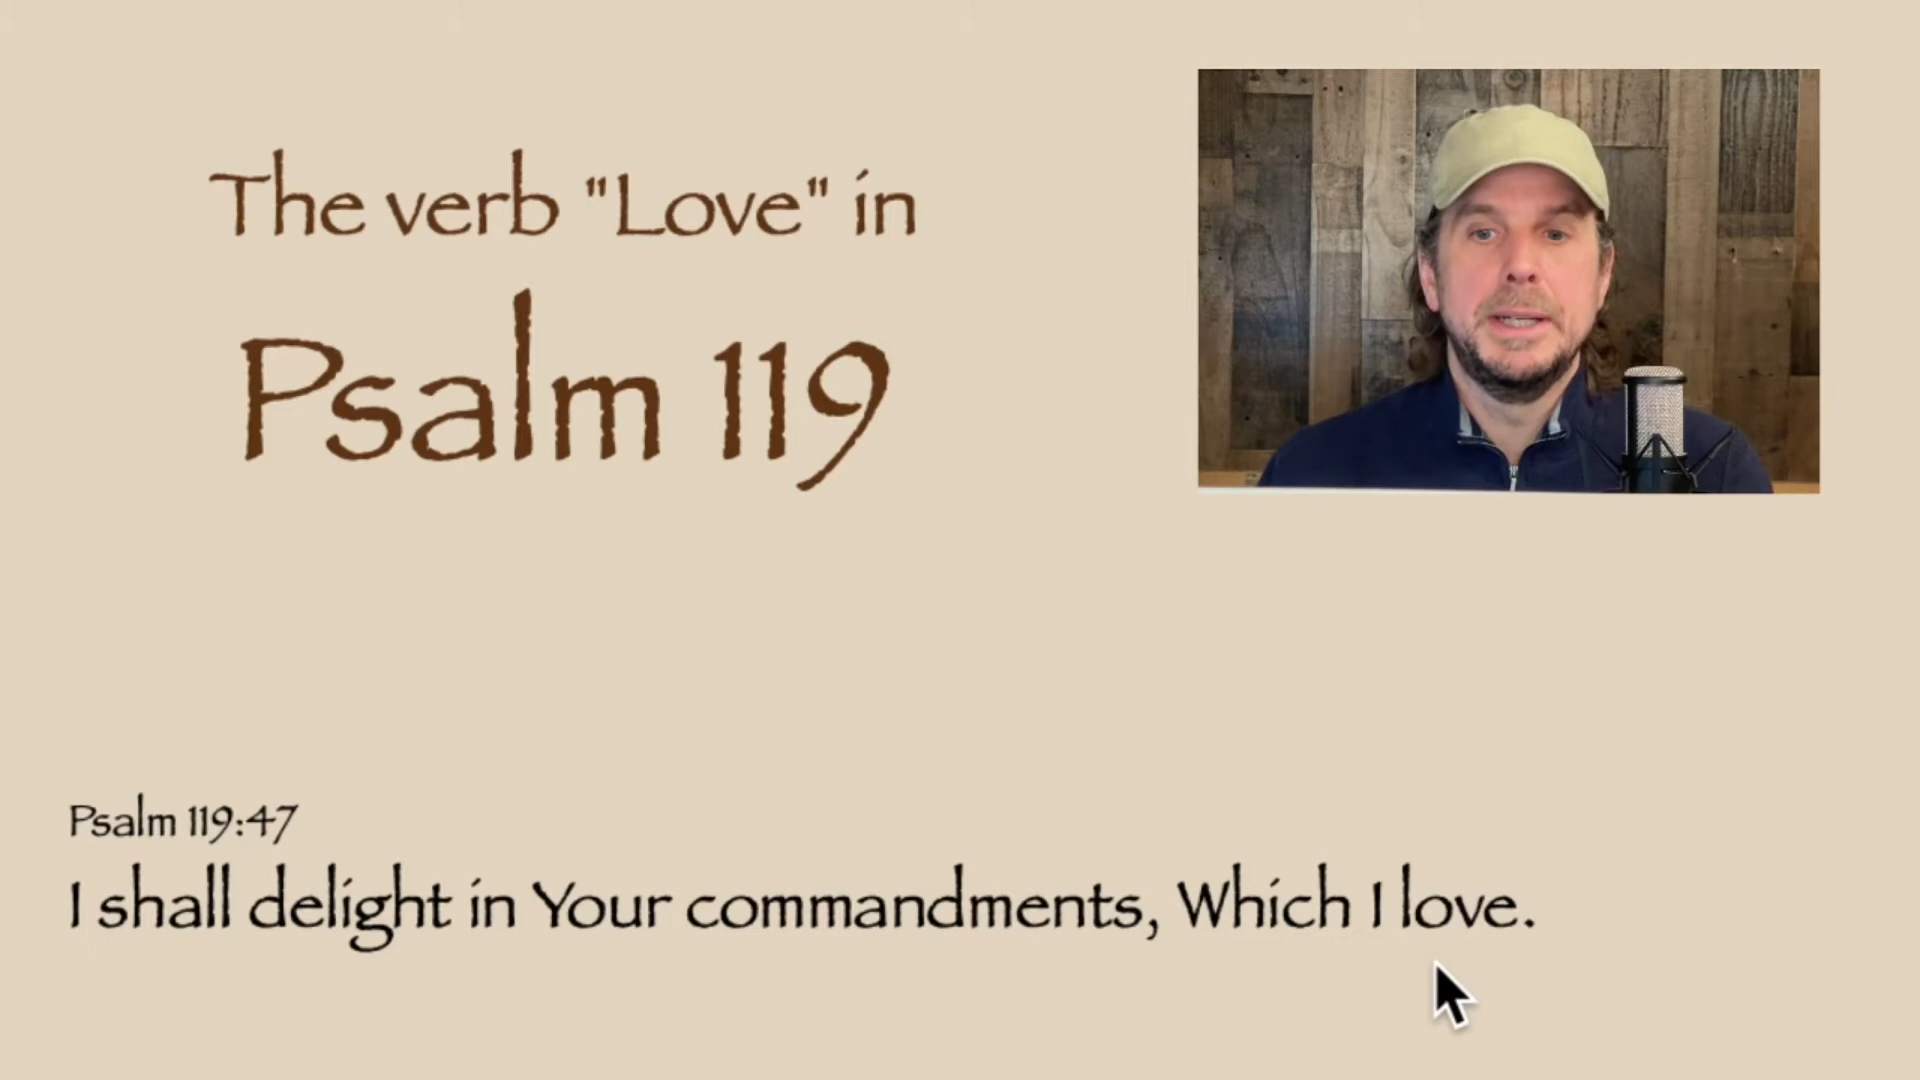 The verb "Love" in
Psalm 119
Psalm 119:47
I shall delight in Your commandments, Which I love.